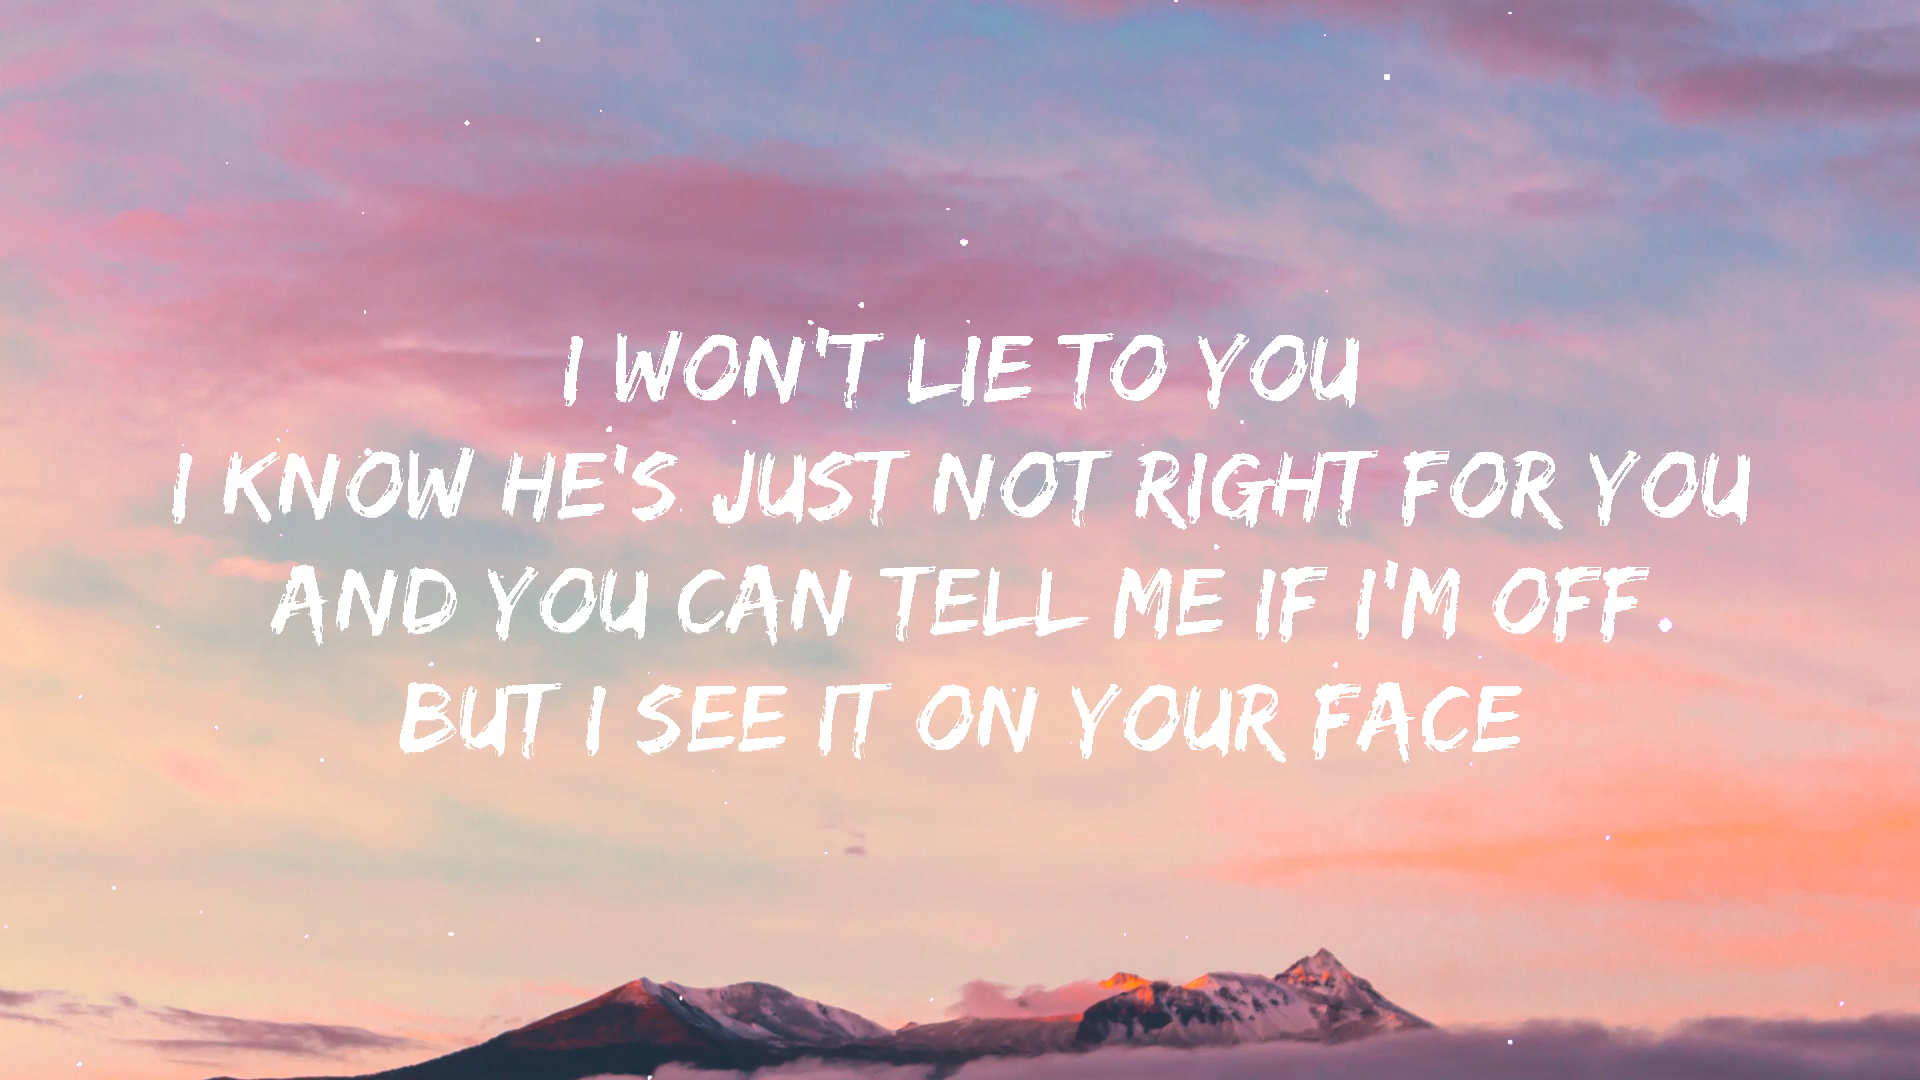 I WON'T LIE TO YOU
I KNOW HE'S JUST NOT RIGHT FOR YOU
AND YOU CAN TELL ME IF I'M OFF
BUT I SEE IT ON YOUR FACE